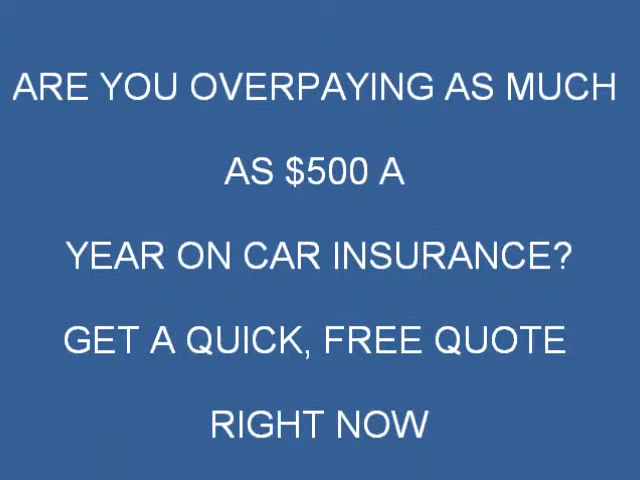 ARE YOU OVERPAYING AS MUCH
AS $500 A
YEAR ON CAR INSURANCE?
GET A QUICK, FREE QUOTE
RIGHT NOW